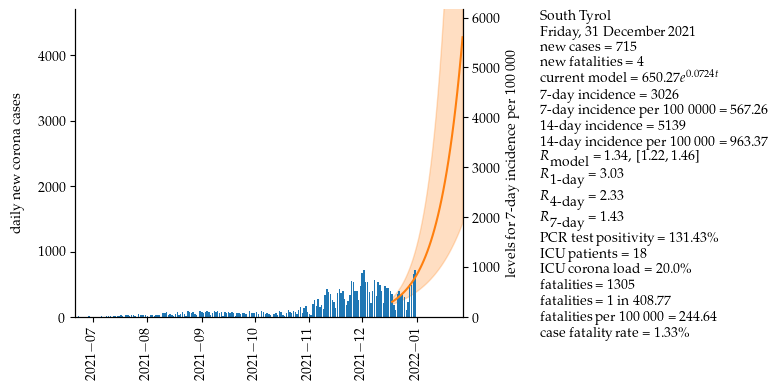 daily new corona cases
4000
3000
2000
1000
0
2021−07
2021−08
2021−09
2021−10
2021−11
2021−12
2022−01
6000
5000
4000
3000
2000
1000
0
levels for 7-day incidence per 100 000
South Tyrol
Friday, 31 December 2021
new cases = 715
new fatalities = 4
current model = 650.27e^0.0724t
7-day incidence = 3026
7-day incidence per 100 0000 = 567.26
14-day incidence = 5139
14-day incidence per 100 000 = 963.37
R_model = 1.34, [1.22, 1.46]
R_1-day = 3.03
R_4-day = 2.33
R_7-day = 1.43
PCR test positivity = 131.43%
ICU patients = 18
ICU corona load = 20.0%
fatalities = 1305
fatalities = 1 in 408.77
fatalities per 100 000 = 244.64
case fatality rate = 1.33%